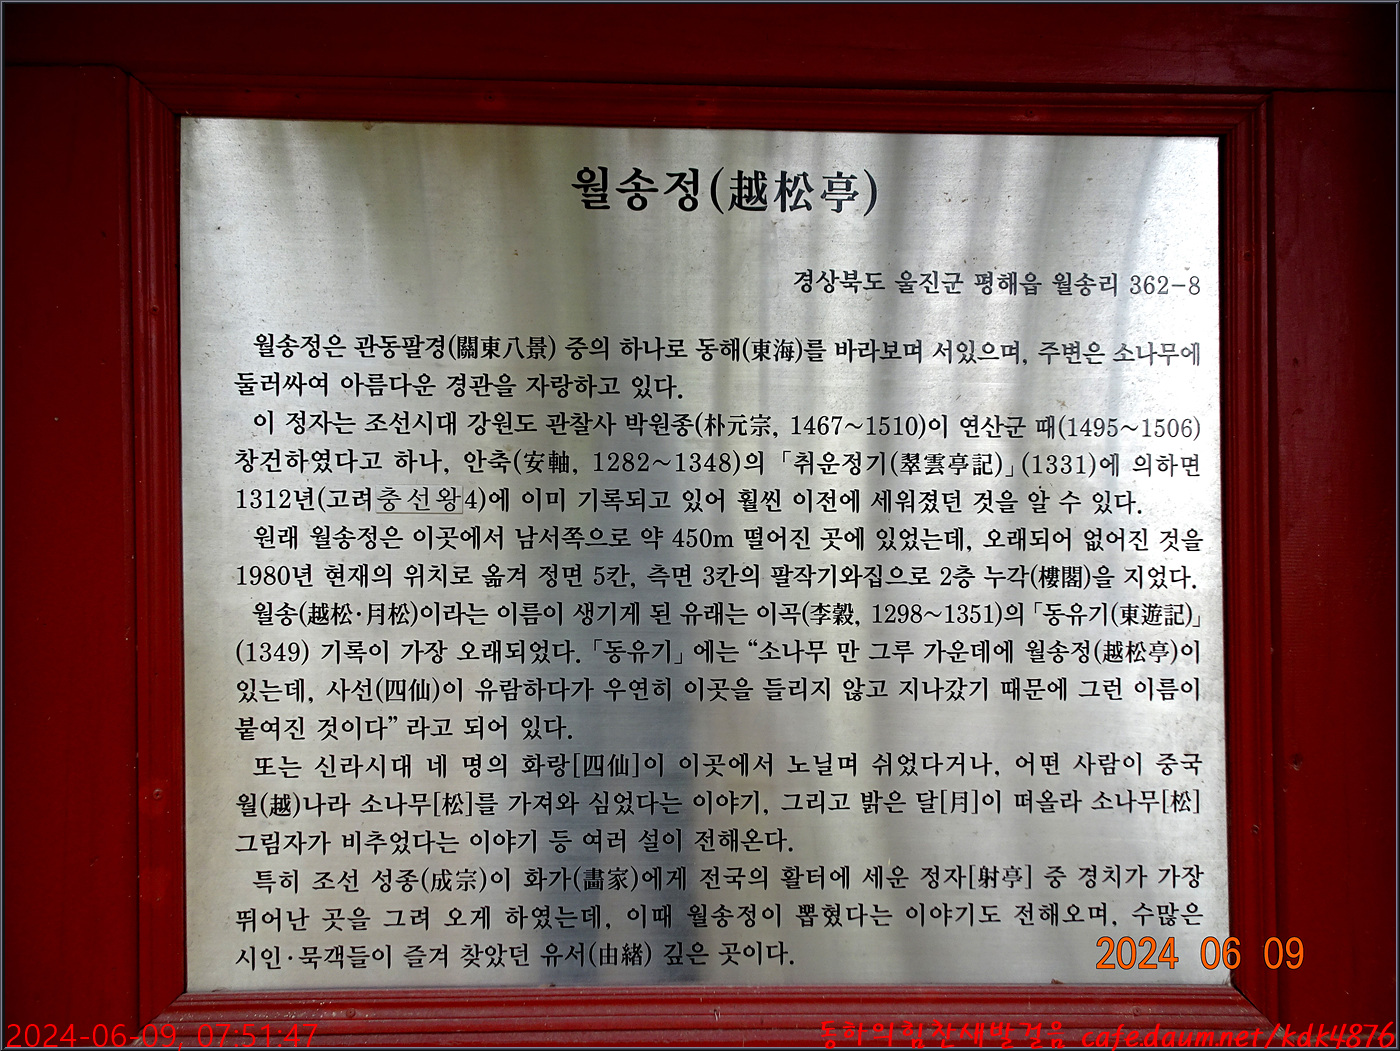 월송정(越松亭)
경상북도 울진군 평해읍 월송리 362-8
월송정은 관동팔경(關東八景) 중의 하나로 동해(東海)를 바라보며 서있으며, 주변은 소나무에
둘러싸여 아름다운 경관을 자랑하고 있다.
이 정자는 조선시대 강원도 관찰사 박원종(朴元宗, 1467~1510)이 연산군 때(1495~1506)
창건하였다고 하나, 안축(安軸, 1282~1348)의 「취운정기(翠雲亭記)」(1331)에 의하면
1312년(고려충선왕4)에 이미 기록되고 있어 훨씬 이전에 세워졌던 것을 알 수 있다.
원래 월송정은 이곳에서 남서쪽으로 약 450m 떨어진 곳에 있었는데, 오래되어 없어진 것을
1980년 현재의 위치로 옮겨 정면 5칸, 측면 3칸의 팔작기와집으로 2층 누각(樓閣)을 지었다.
월송(越松·月松)이라는 이름이 생기게 된 유래는 이곡(李穀, 1298~1351)의 「동유기(東遊記)」
(1349) 기록이 가장 오래되었다. 「동유기」에는 “소나무 만 그루 가운데에 월송정(越松亭)이
있는데, 사선(四仙)이 유람하다가 우연히 이곳을 들리지 않고 지나갔기 때문에 그런 이름이
붙여진 것이다” 라고 되어 있다.
또는 신라시대 네 명의 화랑[四仙]이 이곳에서 노닐며 쉬었다거나, 어떤 사람이 중국
월(越)나라 소나무[松]를 가져와 심었다는 이야기, 그리고 밝은 달[月]이 떠올라 소나무[松]
그림자가 비추었다는 이야기 등 여러 설이 전해온다.
특히 조선 성종(成宗)이 화가(畵家)에게 전국의 활터에 세운 정자[射亭] 중 경치가 가장
뛰어난 곳을 그려 오게 하였는데, 이때 월송정이 뽑혔다는 이야기도 전해오며, 수많은
시인·묵객들이 즐겨 찾았던 유서(由緖) 깊은 곳이다.
2024 06 09
2024-06-09, 07:51:47
동하의힘찬새발걸음 cafe.daum.net/kdk4876